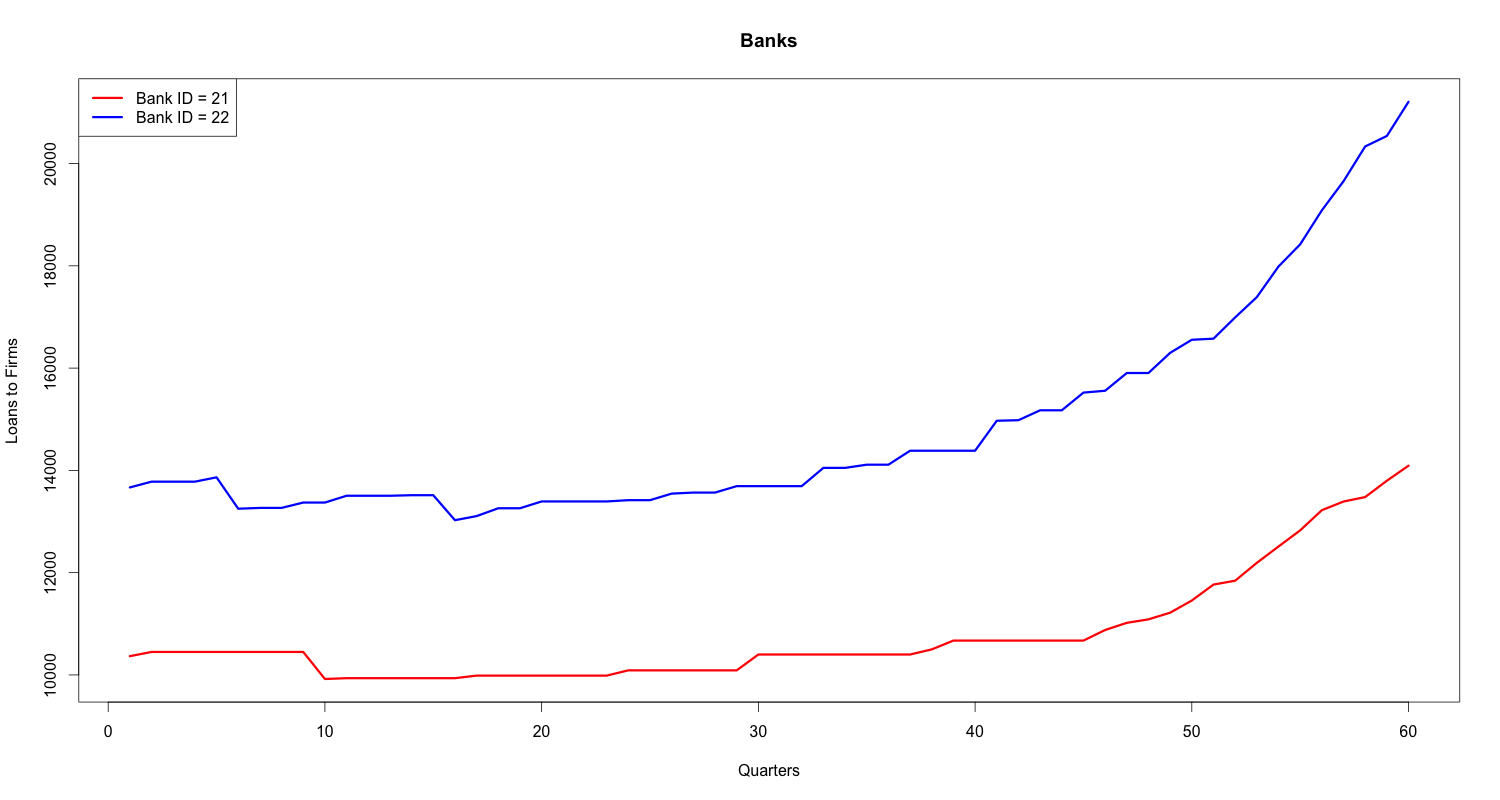 Banks
Bank ID = 21
Bank ID = 22
Loans to Firms
20000
18000
16000
14000
12000
10000
0 10 20 30 40 50 60
Quarters